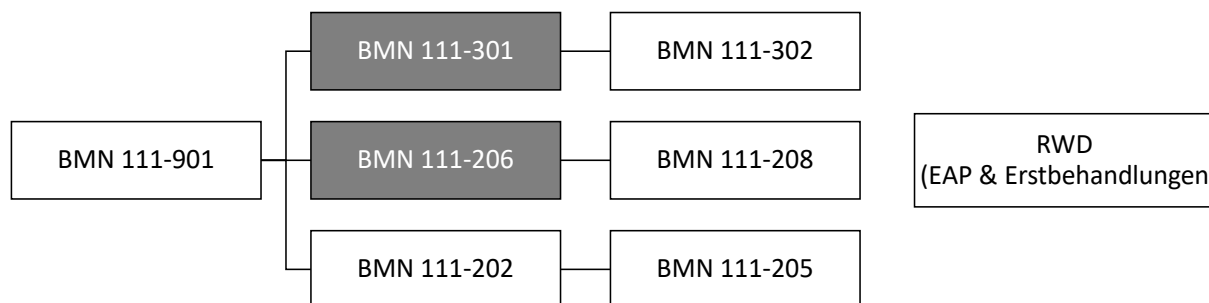 BMN 111-301
BMN 111-302
BMN 111-901
BMN 111-206
BMN 111-208
RWD
(EAP & Erstbehandlungen
BMN 111-202
BMN 111-205